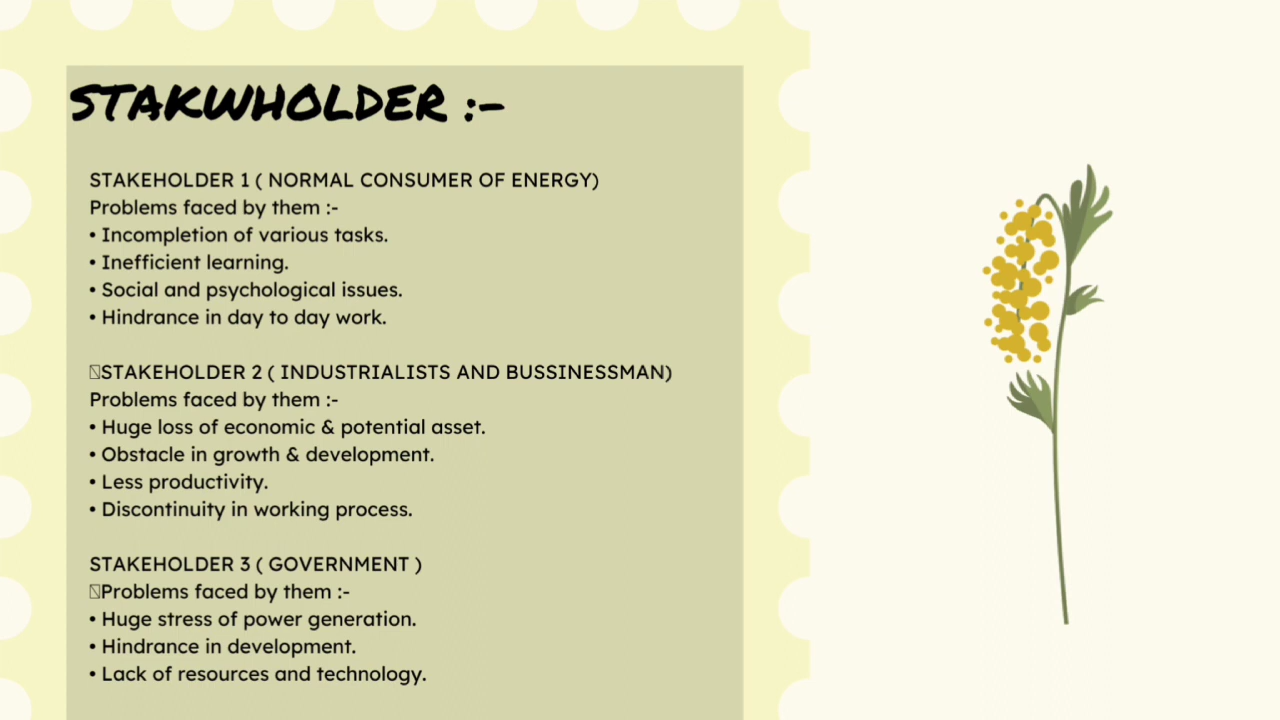 STAKWHOLDER :-
STAKEHOLDER 1 ( NORMAL CONSUMER OF ENERGY)
Problems faced by them :-
• Incompletion of various tasks.
• Inefficient learning.
• Social and psychological issues.
• Hindrance in day to day work.
STAKEHOLDER 2 ( INDUSTRIALISTS AND BUSSINESSMAN)
Problems faced by them :-
• Huge loss of economic & potential asset.
• Obstacle in growth & development.
• Less productivity.
• Discontinuity in working process.
STAKEHOLDER 3 ( GOVERNMENT )
Problems faced by them :-
• Huge stress of power generation.
• Hindrance in development.
• Lack of resources and technology.